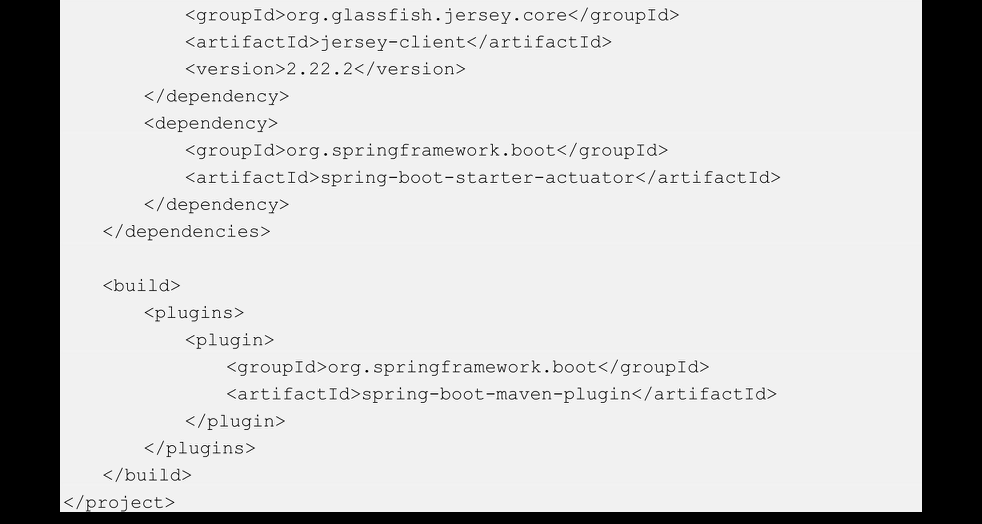 <groupId>org.glassfish.jersey.core</groupId>
<artifactId>jersey-client</artifactId>
<version>2.22.2</version>
</dependency>
<dependency>
<groupId>org.springframework.boot</groupId>
<artifactId>spring-boot-starter-actuator</artifactId>
</dependency>
</dependencies>
<build>
<plugins>
<plugin>
<groupId>org.springframework.boot</groupId>
<artifactId>spring-boot-maven-plugin</artifactId>
</plugin>
</plugins>
</build>
</project>